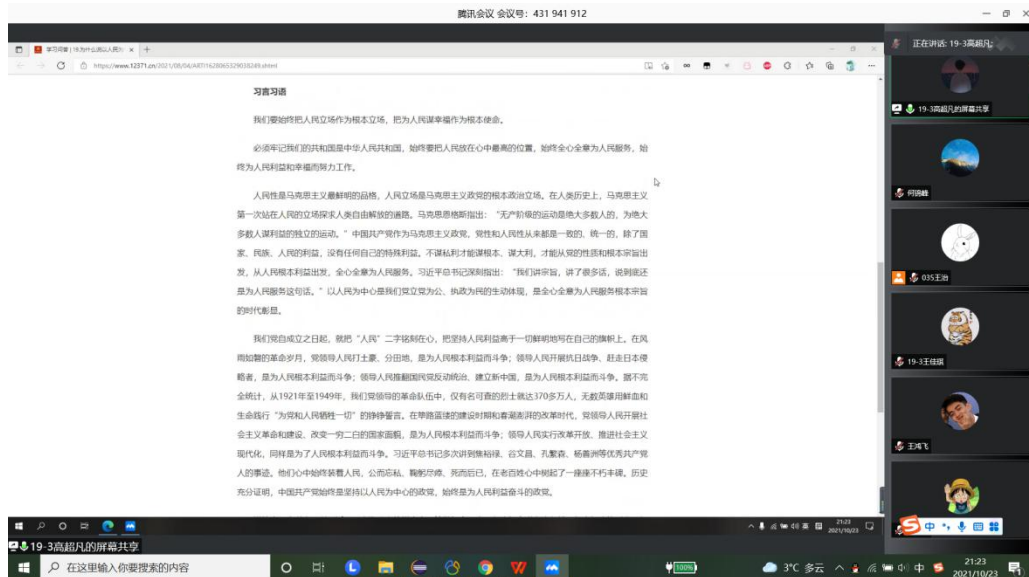 腾讯会议 会议号：431 941 912
正在讲话: 19-3高超凡;
学习问答 | 18.为什么说以人民为
https://www.12371.cn/2021/08/04/ARTI1628065329038249.shtml
习言习语
我们要始终把人民立场作为根本立场，把为人民谋幸福作为根本使命。
必须牢记我们的共和国是中华人民共和国，始终要把人民放在心中最高的位置，始终全心全意为人民服务，始
终为人民利益和幸福而努力工作。
人民性是马克思主义最鲜明的品格，人民立场是马克思主义政党的根本政治立场。在人类历史上，马克思主义
第一次站在人民的立场探求人类自由解放的道路。马克思恩格斯指出：“无产阶级的运动是绝大多数人的，为绝大
多数人谋利益的独立的运动。”中国共产党作为马克思主义政党，党性和人民性从来都是一致的、统一的，除了国
家、民族、人民的利益，没有任何自己的特殊利益。不谋私利才能谋根本、谋大利，才能从党的性质和根本宗旨出
发，从人民根本利益出发，全心全意为人民服务。习近平总书记深刻指出：“我们讲宗旨，讲了很多话，说到底还
是为人民服务这句话。”以人民为中心是我们党立党为公、执政为民的生动体现，是全心全意为人民服务根本宗旨
的时代彰显。
我们党自成立之日起，就把“人民”二字铭刻在心，把坚持人民利益高于一切鲜明地写在自己的旗帜上。在风
雨如磐的革命岁月，党领导人民打土豪、分田地，是为人民根本利益而斗争；领导人民开展抗日战争、赶走日本侵
略者，是为人民根本利益而斗争；领导人民推翻国民党反动统治、建立新中国，是为人民根本利益而斗争。据不完
全统计，从1921年至1949年，我们党领导的革命队伍中，仅有名可查的烈士就达370多万人，无数英雄用鲜血和
生命践行“为党和人民牺牲一切”的铮铮誓言。在筚路蓝缕的建设时期和春潮澎湃的改革时代，党领导人民开展社
会主义革命和建设、改变一穷二白的国家面貌，是为人民根本利益而斗争；领导人民实行改革开放、推进社会主义
现代化，同样是为了人民根本利益而斗争。习近平总书记多次讲到焦裕禄、谷文昌、孔繁森、杨善洲等优秀共产党
人的事迹。他们心中始终装着人民、公而忘私、鞠躬尽瘁、死而后已，在老百姓心中树起了一座座不朽丰碑。历史
充分证明，中国共产党始终是坚持以人民为中心的政党，始终是为人民利益奋斗的政党。
19-3高超凡的屏幕共享
何锦峰
035王治
19-3王佳琪
王鸿飞
中
英
21:23
2021/10/23
19-3高超凡的屏幕共享
在这里输入你要搜索的内容
100%
3°C 多云
中
21:23
2021/10/23